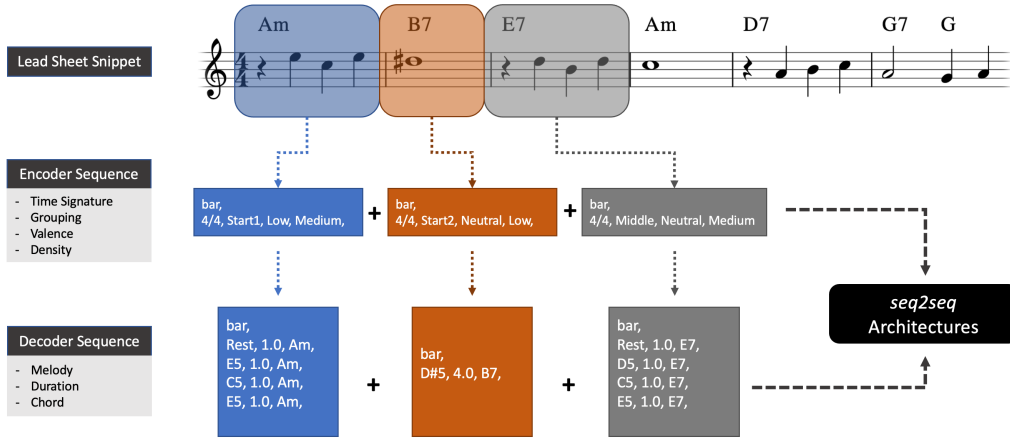 Am B7 E7 Am D7 G7 G
Lead Sheet Snippet
4
4
Encoder Sequence
- Time Signature
- Grouping
- Valence
- Density
bar,
4/4, Start1, Low, Medium,
+
bar,
4/4, Start2, Neutral, Low,
+
bar,
4/4, Middle, Neutral, Medium
seq2seq
Architectures
Decoder Sequence
- Melody
- Duration
- Chord
bar,
Rest, 1.0, Am,
E5, 1.0, Am,
C5, 1.0, Am,
E5, 1.0, Am,
+
bar,
D#5, 4.0, B7,
+
bar,
Rest, 1.0, E7,
D5, 1.0, E7,
C5, 1.0, E7,
E5, 1.0, E7,